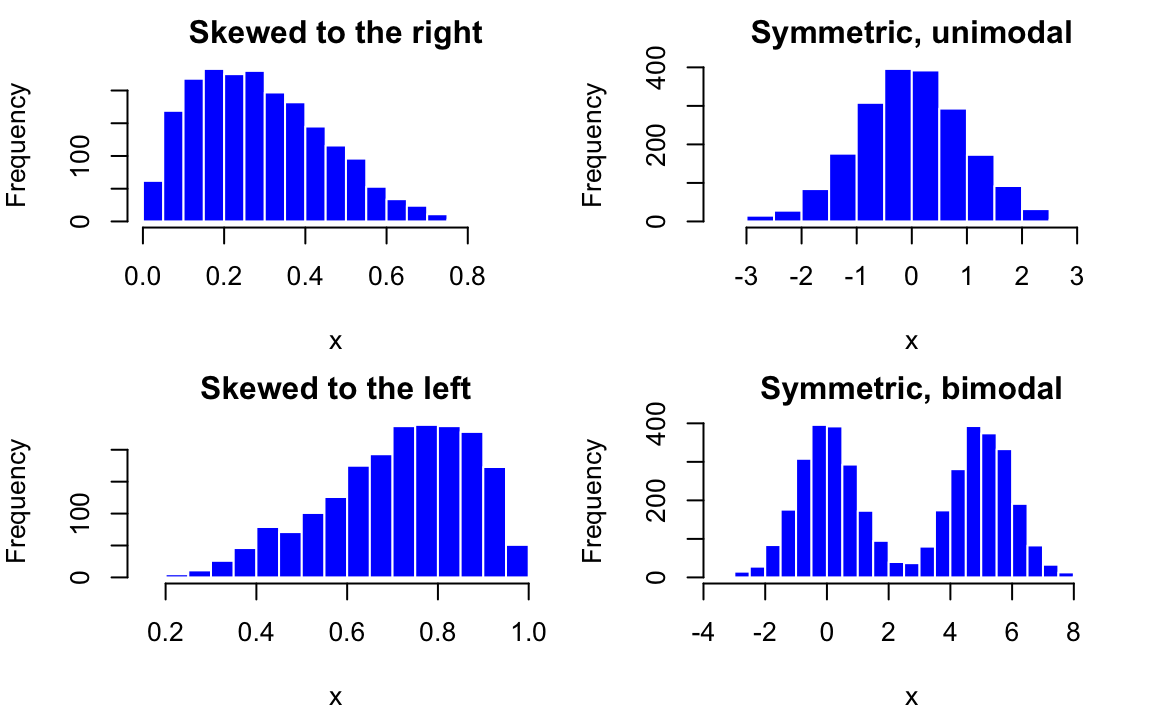 Skewed to the right
Frequency
100
0
0.0 0.2 0.4 0.6 0.8
x
Symmetric, unimodal
Frequency
400
200
0
-3 -2 -1 0 1 2 3
x
Skewed to the left
Frequency
100
0
0.2 0.4 0.6 0.8 1.0
x
Symmetric, bimodal
Frequency
400
200
0
-4 -2 0 2 4 6 8
x